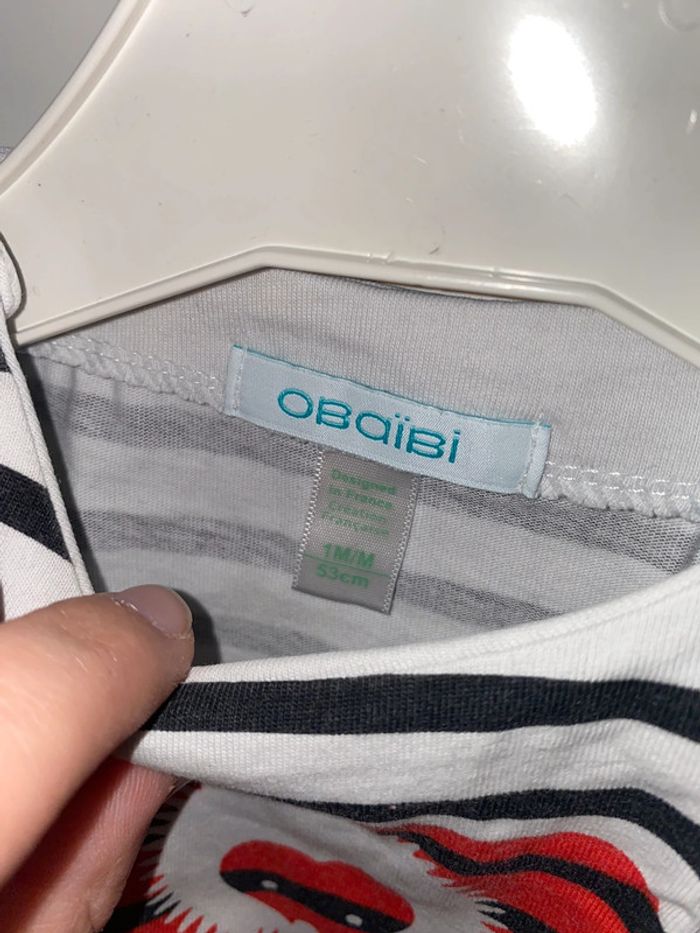 OBaïBi
Designed
in France
Création
Française
1M/M
53cm